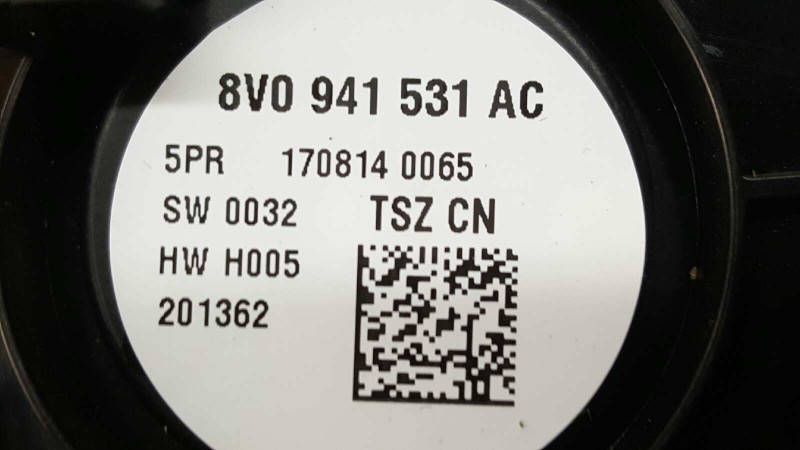 8V0 941 531 AC
5PR 170814 0065
SW 0032 TSZ CN
HW H005
201362